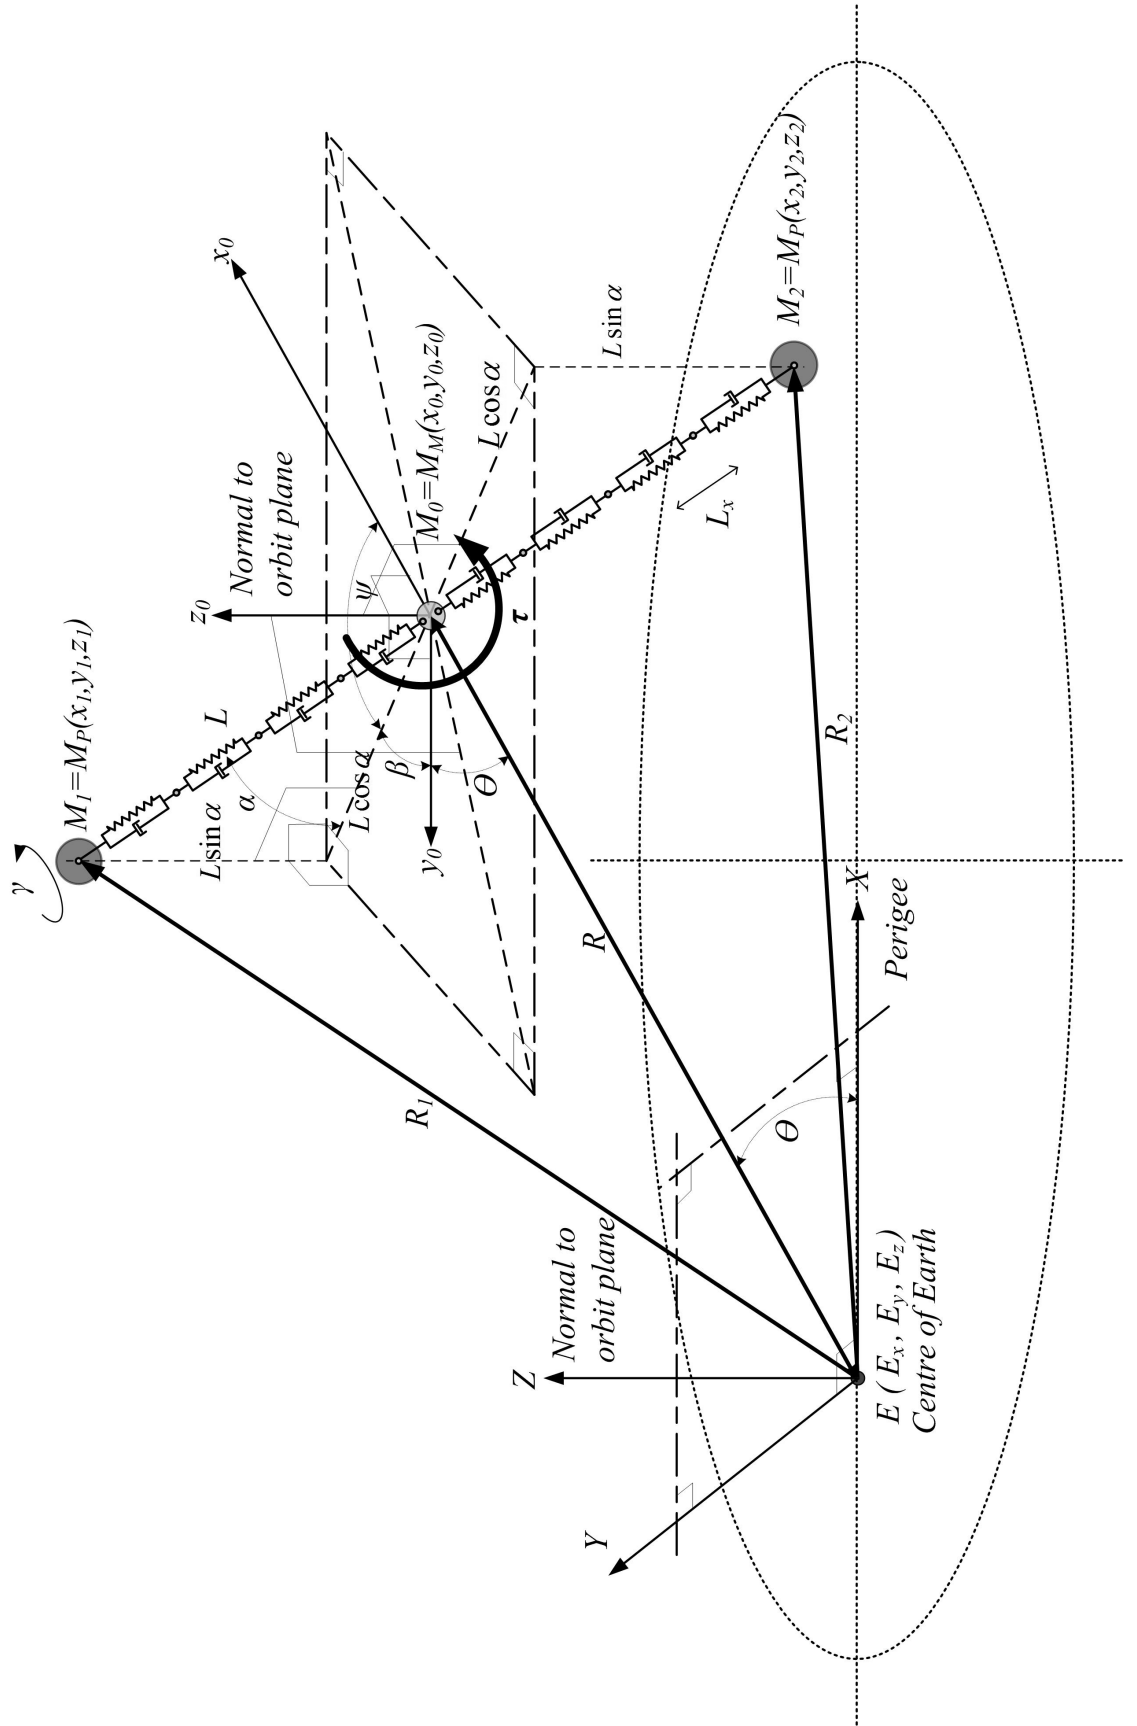 γ
M₁=M_P(x₁,y₁,z₁)
L sin α
α
L
z₀
Normal to
orbit plane
x₀
ψ
M₀=M_M(x₀,y₀,z₀)
L cos α
β
L cos α
y₀
Θ
τ
L sin α
Lₓ
M₂=M_P(x₂,y₂,z₂)
R₁
R
R₂
X
Perigee
Θ
Normal to
orbit plane
Z
Y
E ( Eₓ, E_y, E_z)
Centre of Earth